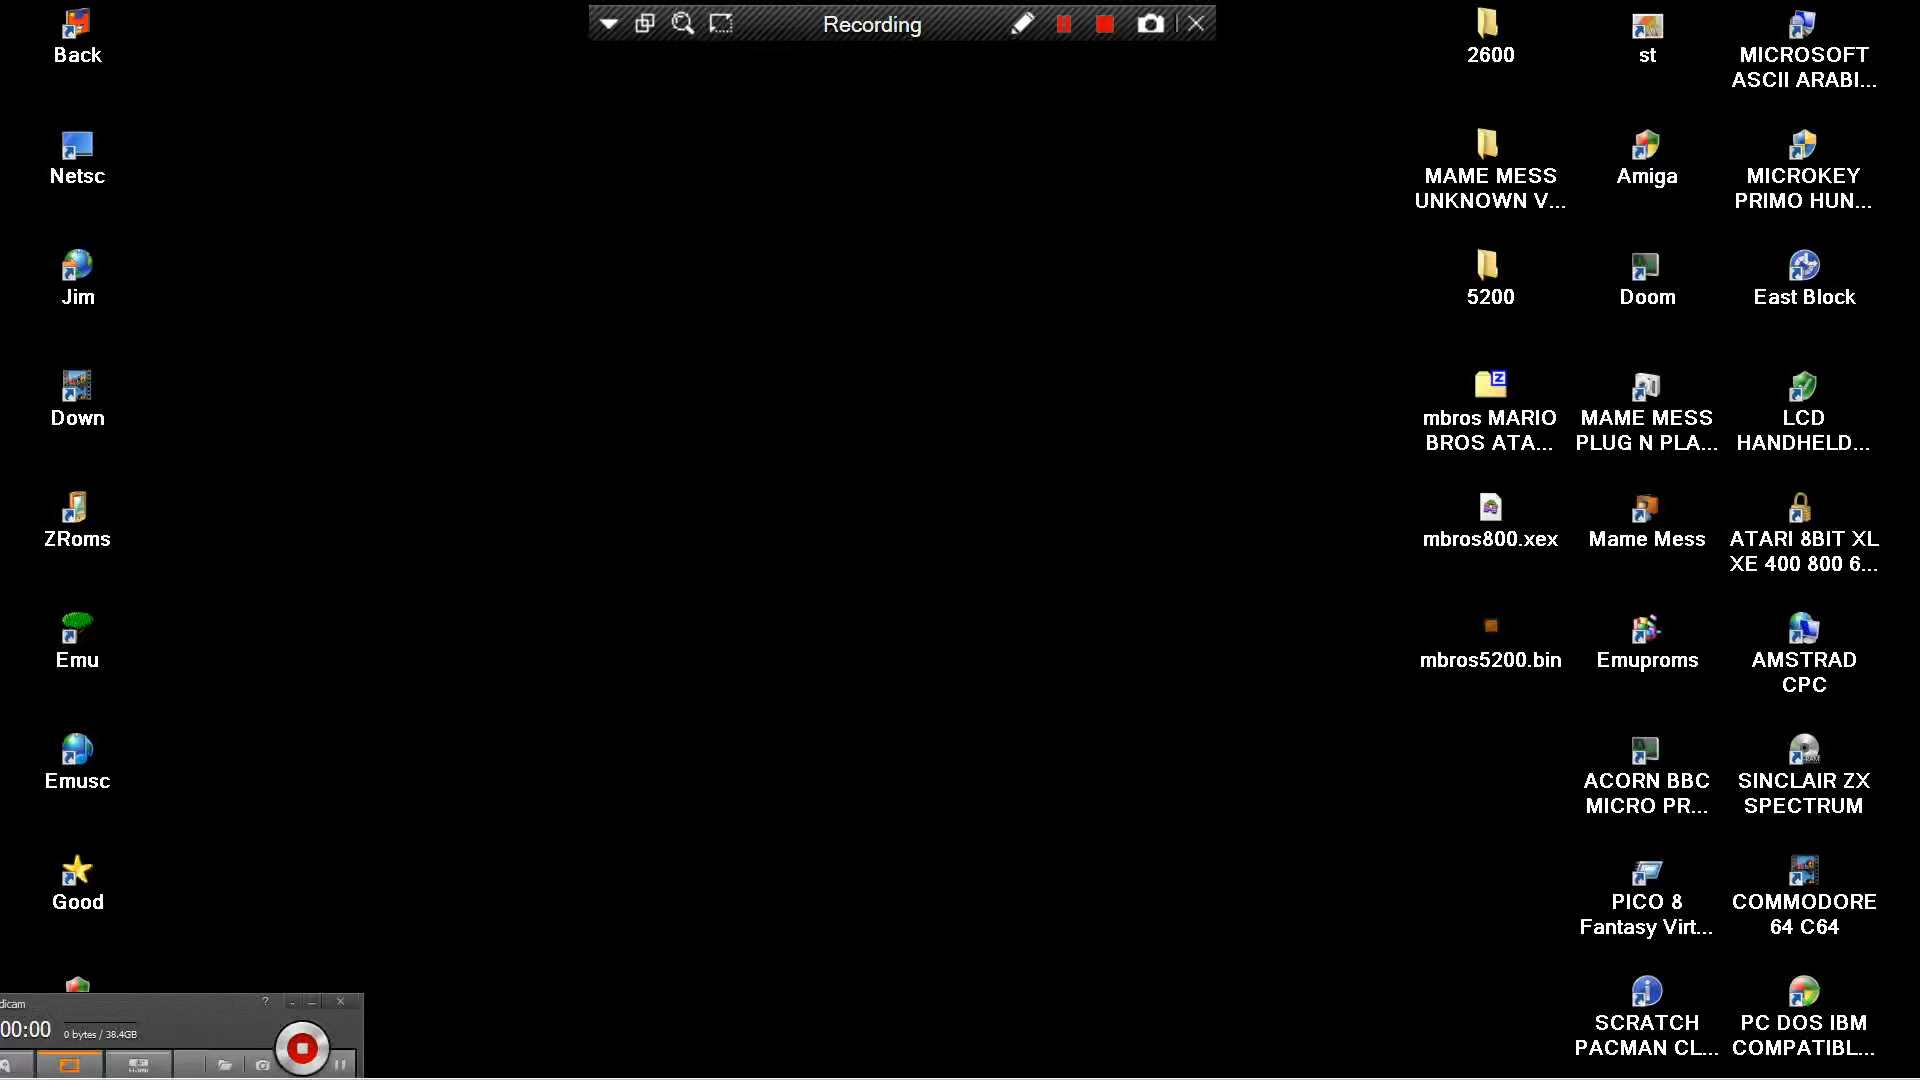 Recording
Back
Netsc
Jim
Down
ZRoms
Emu
Emusc
Good
2600
st
MICROSOFT
ASCII ARABI...
MAME MESS
UNKNOWN V...
Amiga
MICROKEY
PRIMO HUN...
5200
Doom
East Block
mbros MARIO
BROS ATA...
MAME MESS
PLUG N PLA...
LCD
HANDHELD...
mbros800.xex
Mame Mess
ATARI 8BIT XL
XE 400 800 6...
mbros5200.bin
Emuproms
AMSTRAD
CPC
ACORN BBC
MICRO PR...
SINCLAIR ZX
SPECTRUM
PICO 8
Fantasy Virt...
COMMODORE
64 C64
SCRATCH
PACMAN CL...
PC DOS IBM
COMPATIBL...
dicam
00:00
0 bytes / 38.4GB